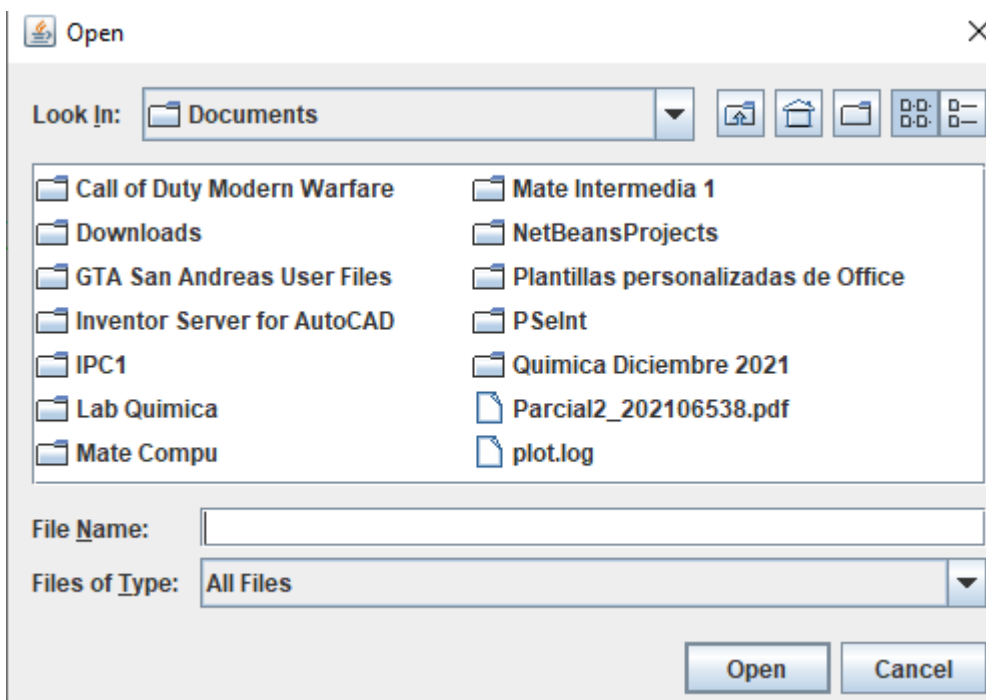 Open
Look In: Documents
Call of Duty Modern Warfare Mate Intermedia 1
Downloads NetBeansProjects
GTA San Andreas User Files Plantillas personalizadas de Office
Inventor Server for AutoCAD PSeInt
IPC1 Quimica Diciembre 2021
Lab Quimica Parcial2_202106538.pdf
Mate Compu plot.log
File Name:
Files of Type: All Files
Open Cancel